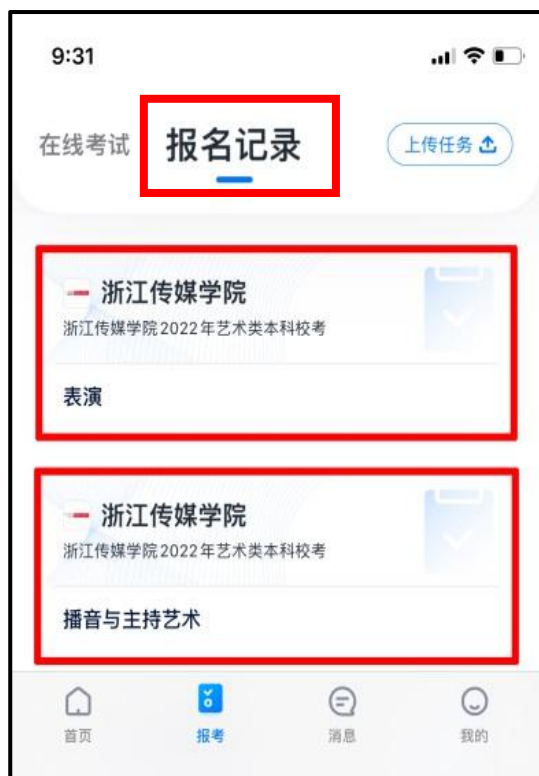 9:31
在线考试 报名记录 上传任务
浙江传媒学院
浙江传媒学院2022年艺术类本科校考
表演
浙江传媒学院
浙江传媒学院2022年艺术类本科校考
播音与主持艺术
首页 报考 消息 我的